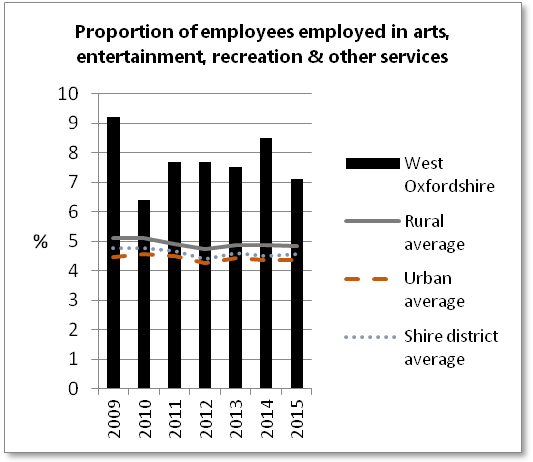 Proportion of employees employed in arts,
entertainment, recreation & other services
10
9
8
7
6
5
4
3
2
1
0
%
2009
2010
2011
2012
2013
2014
2015
West
Oxfordshire
Rural
average
Urban
average
Shire district
average